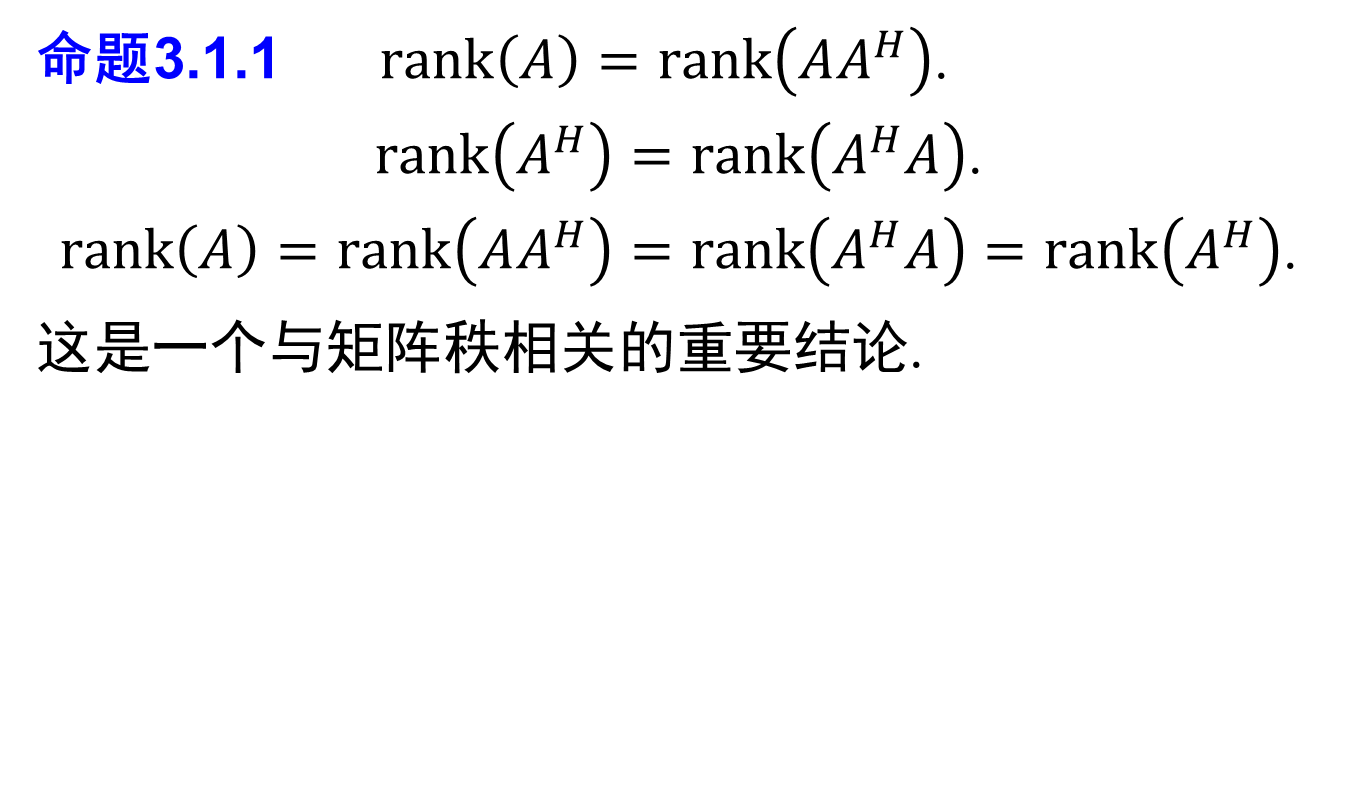 命题3.1.1 rank(A) = rank(AA^H).
rank(A^H) = rank(A^H A).
rank(A) = rank(AA^H) = rank(A^H A) = rank(A^H).
这是一个与矩阵秩相关的重要结论.